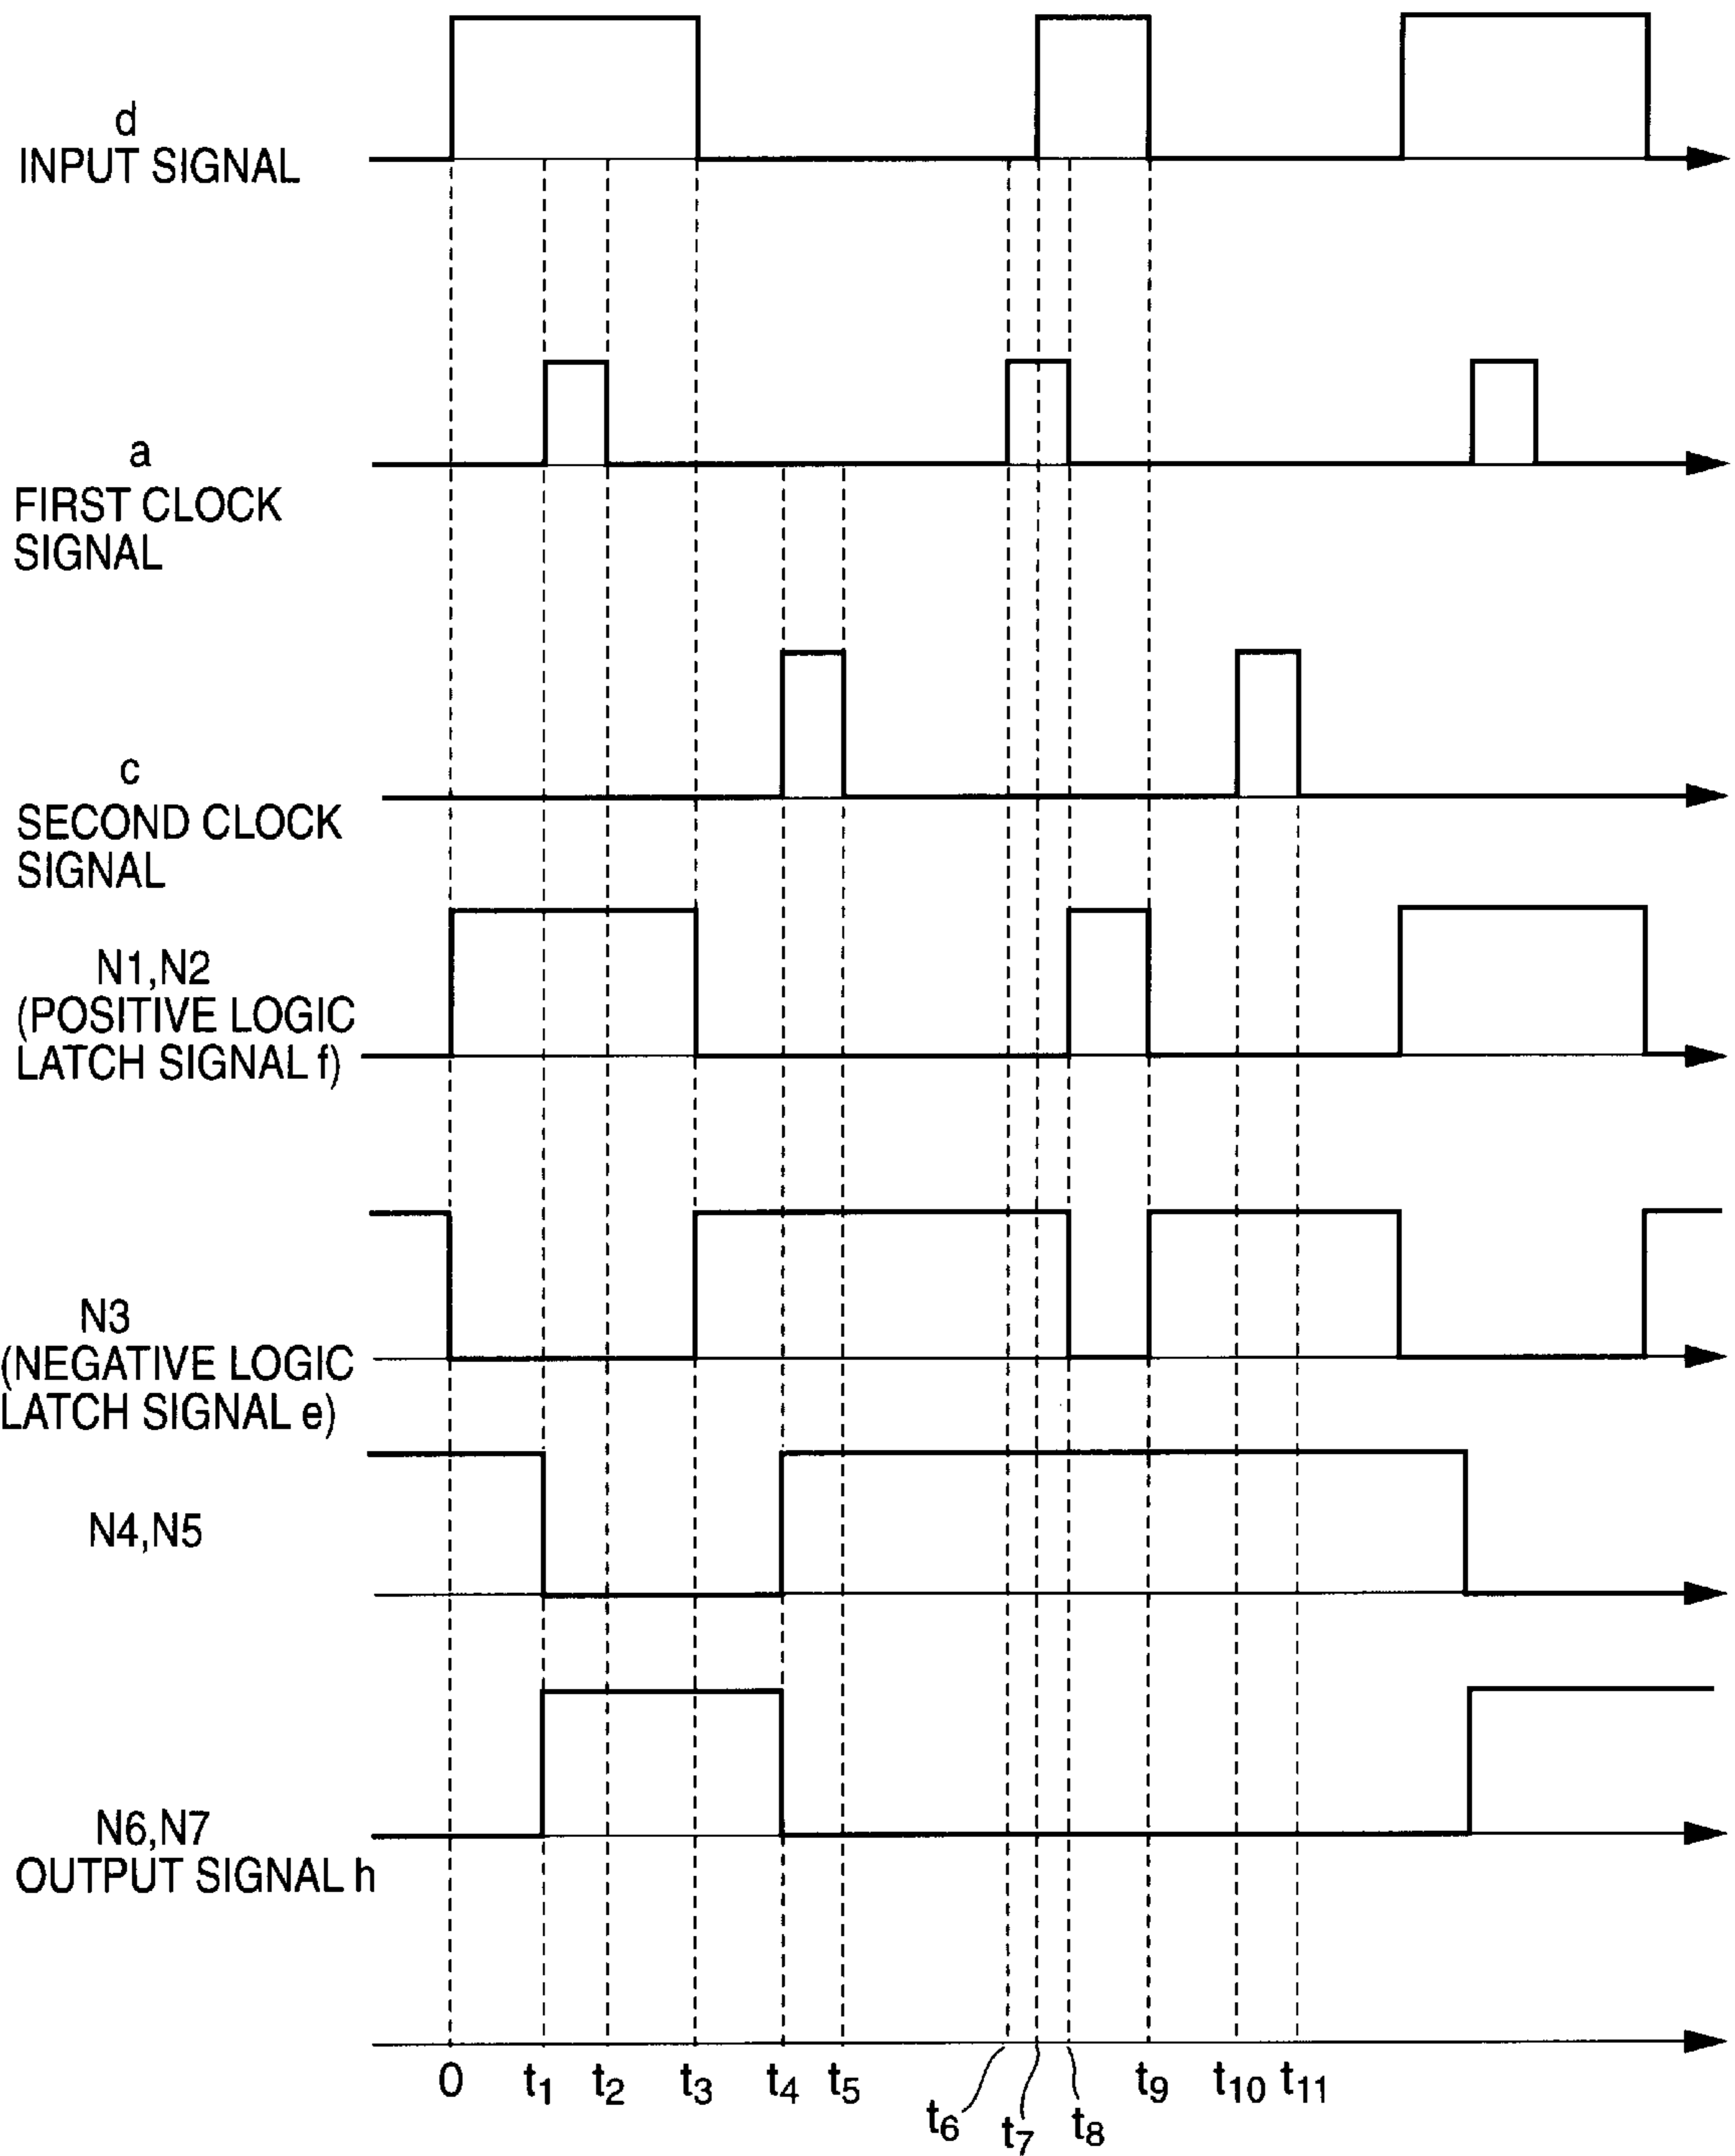 d
INPUT SIGNAL
a
FIRST CLOCK
SIGNAL
c
SECOND CLOCK
SIGNAL
N1,N2
(POSITIVE LOGIC
LATCH SIGNAL f)
N3
(NEGATIVE LOGIC
LATCH SIGNAL e)
N4,N5
N6,N7
OUTPUT SIGNAL h
0 t1 t2 t3 t4 t5 t6 t7 t8 t9 t10 t11